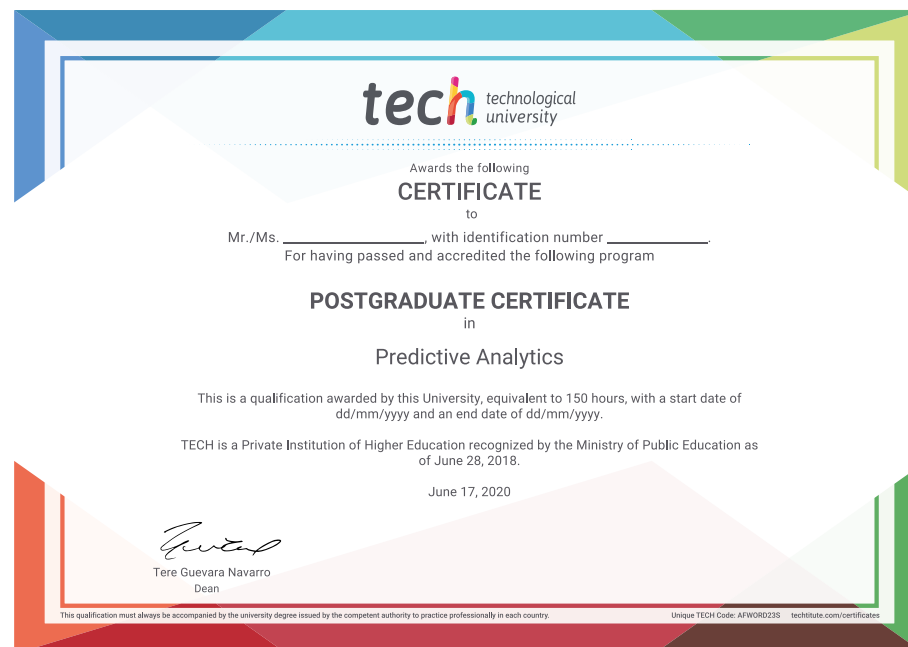 tech technological
university
Awards the following
CERTIFICATE
to
Mr./Ms. ____________________, with identification number ______________.
For having passed and accredited the following program
POSTGRADUATE CERTIFICATE
in
Predictive Analytics
This is a qualification awarded by this University, equivalent to 150 hours, with a start date of
dd/mm/yyyy and an end date of dd/mm/yyyy.
TECH is a Private Institution of Higher Education recognized by the Ministry of Public Education as
of June 28, 2018.
June 17, 2020
Tere Guevara Navarro
Dean
This qualification must always be accompanied by the university degree issued by the competent authority to practice professionally in each country. Unique TECH Code: AFWORD23S techtitute.com/certificates